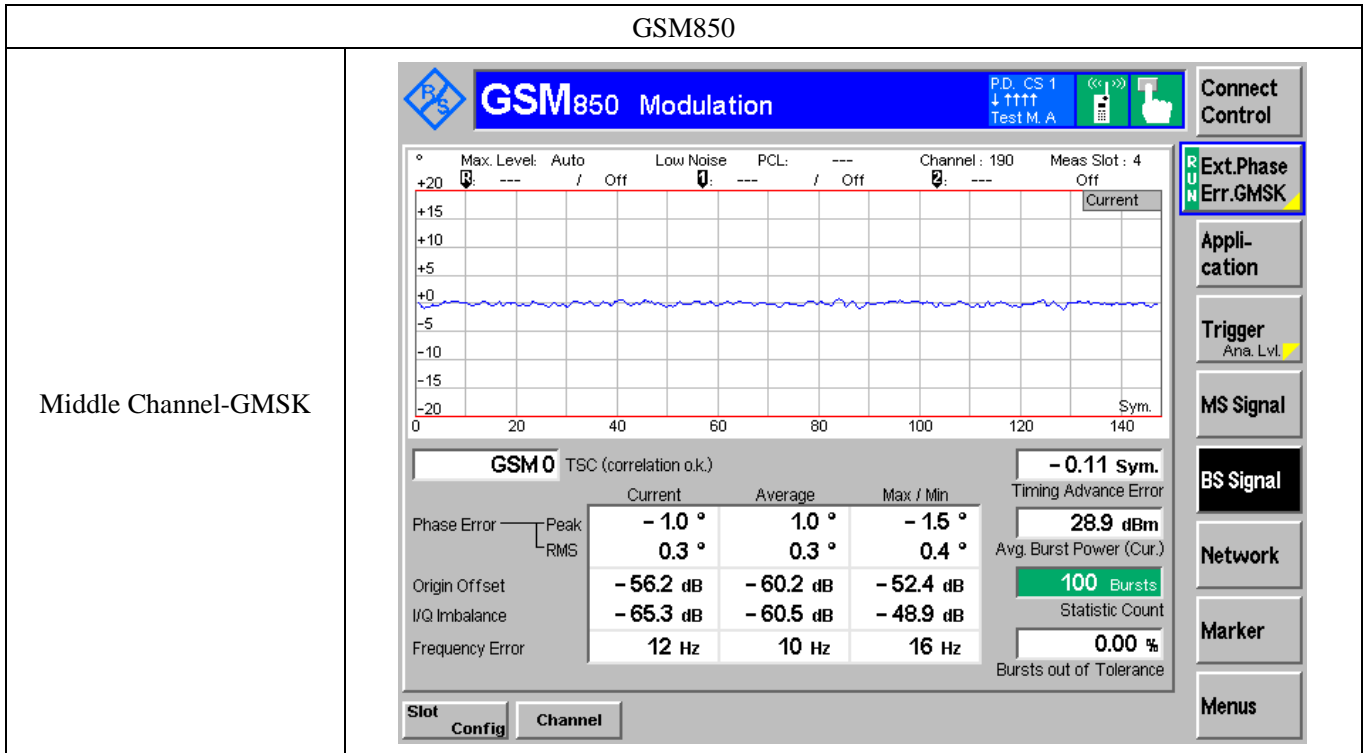 GSM850
Middle Channel-GMSK
R&S
GSM850 Modulation
P.D. CS 1
↓ ↑↑↑↑
Test M. A
Connect
Control
° Max. Level: Auto Low Noise PCL: --- Channel : 190 Meas Slot : 4
+20 R: --- / Off 1: --- / Off 2: --- Off
Current
+15
+10
+5
+0
-5
-10
-15
-20
Sym.
0 20 40 60 80 100 120 140
GSM 0 TSC (correlation o.k.)
Current Average Max / Min
Phase Error Peak – 1.0 ° 1.0 ° – 1.5 °
RMS 0.3 ° 0.3 ° 0.4 °
Origin Offset – 56.2 dB – 60.2 dB – 52.4 dB
I/Q Imbalance – 65.3 dB – 60.5 dB – 48.9 dB
Frequency Error 12 Hz 10 Hz 16 Hz
– 0.11 Sym.
Timing Advance Error
28.9 dBm
Avg. Burst Power (Cur.)
100 Bursts
Statistic Count
0.00 %
Bursts out of Tolerance
RUN
Ext.Phase
Err.GMSK
Appli-
cation
Trigger
Ana. Lvl.
MS Signal
BS Signal
Network
Marker
Menus
Slot
Config
Channel